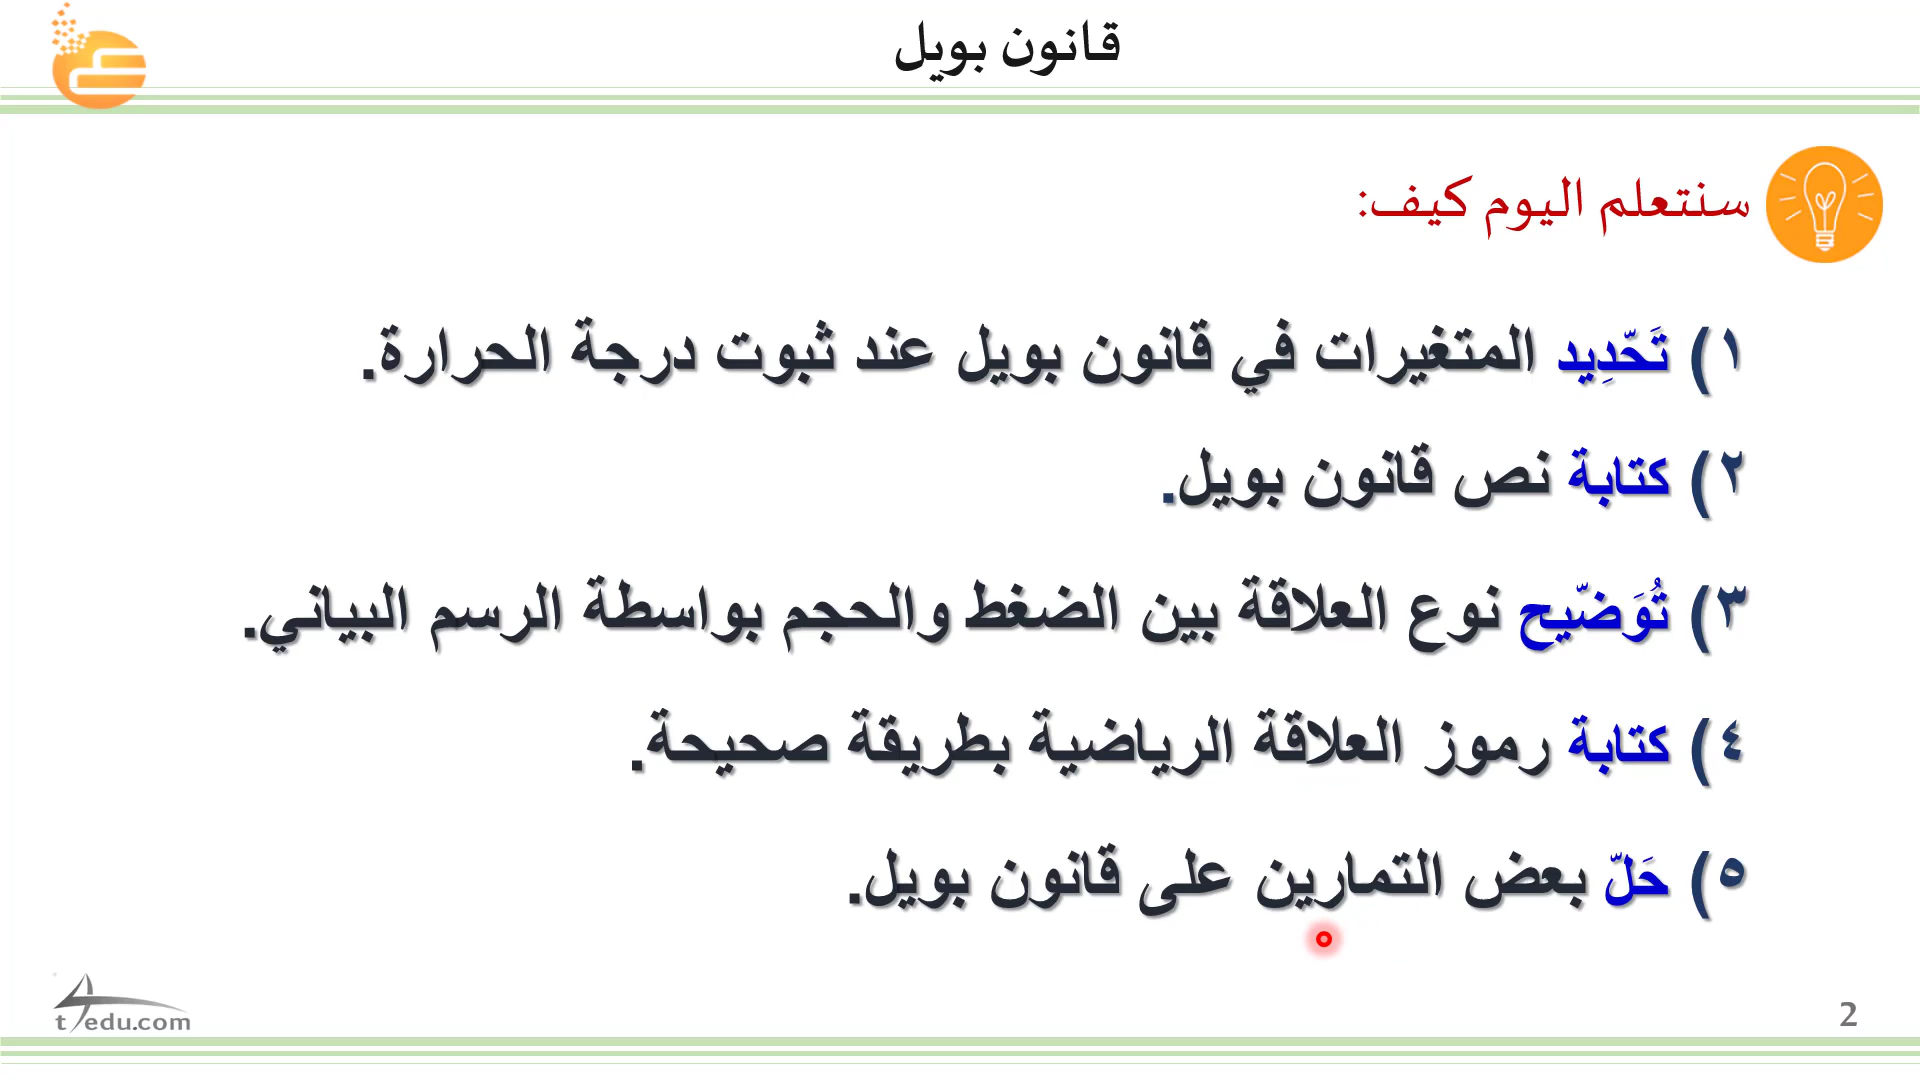 قانون بويل
سنتعلم اليوم كيف:
١) تَحّدِيد المتغيرات في قانون بويل عند ثبوت درجة الحرارة.
٢) كتابة نص قانون بويل.
٣) تُوَضّيح نوع العلاقة بين الضغط والحجم بواسطة الرسم البياني.
٤) كتابة رموز العلاقة الرياضية بطريقة صحيحة.
٥) حَلّ بعض التمارين على قانون بويل.
t4edu.com
2